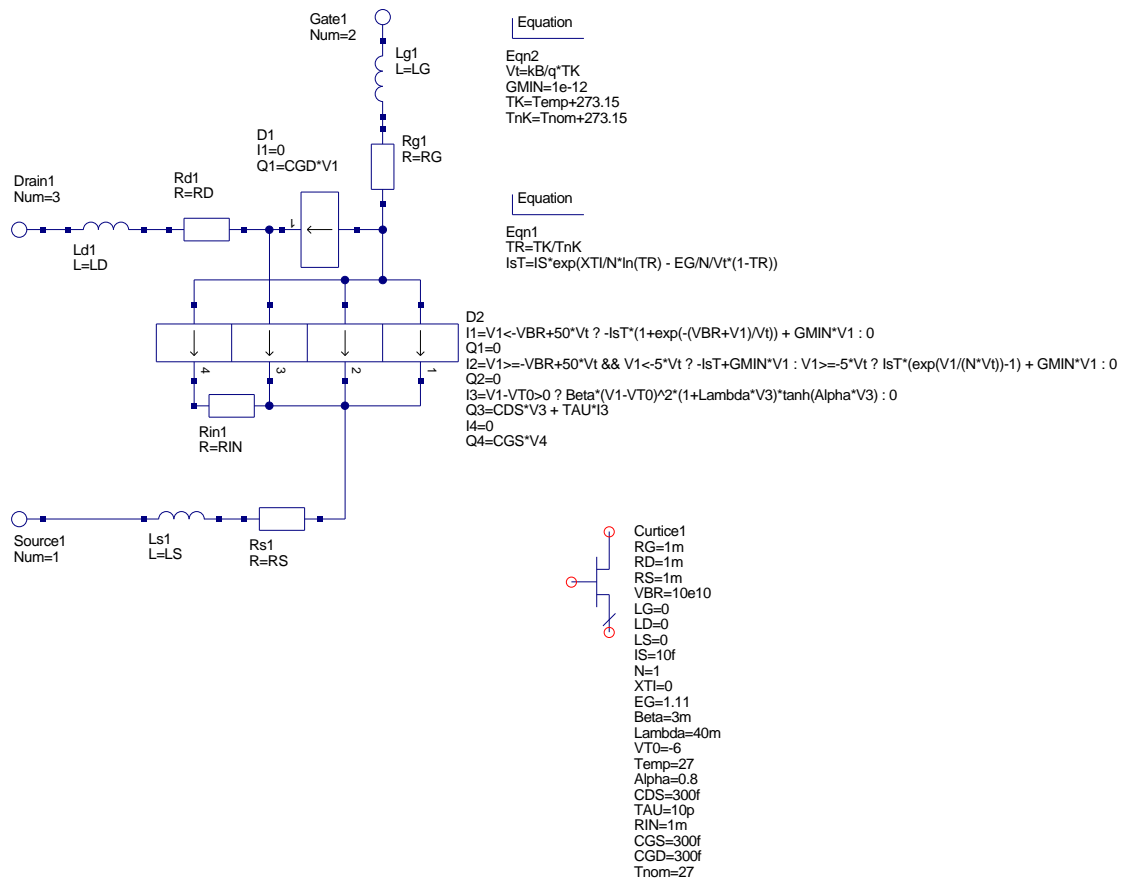 Gate1
Num=2
Lg1
L=LG
Equation
Eqn2
Vt=kB/q*TK
GMIN=1e-12
TK=Temp+273.15
TnK=Tnom+273.15
D1
I1=0
Q1=CGD*V1
Rg1
R=RG
Drain1
Num=3
Rd1
R=RD
1
Ld1
L=LD
Equation
Eqn1
TR=TK/TnK
IsT=IS*exp(XTI/N*ln(TR) - EG/N/Vt*(1-TR))
D2
I1=V1<-VBR+50*Vt ? -IsT*(1+exp(-(VBR+V1)/Vt)) + GMIN*V1 : 0
Q1=0
I2=V1>=-VBR+50*Vt && V1<-5*Vt ? -IsT+GMIN*V1 : V1>=-5*Vt ? IsT*(exp(V1/(N*Vt))-1) + GMIN*V1 : 0
Q2=0
I3=V1-VT0>0 ? Beta*(V1-VT0)^2*(1+Lambda*V3)*tanh(Alpha*V3) : 0
Q3=CDS*V3 + TAU*I3
I4=0
Q4=CGS*V4
4
3
2
1
Rin1
R=RIN
Source1
Num=1
Ls1
L=LS
Rs1
R=RS
Curtice1
RG=1m
RD=1m
RS=1m
VBR=10e10
LG=0
LD=0
LS=0
IS=10f
N=1
XTI=0
EG=1.11
Beta=3m
Lambda=40m
VT0=-6
Temp=27
Alpha=0.8
CDS=300f
TAU=10p
RIN=1m
CGS=300f
CGD=300f
Tnom=27